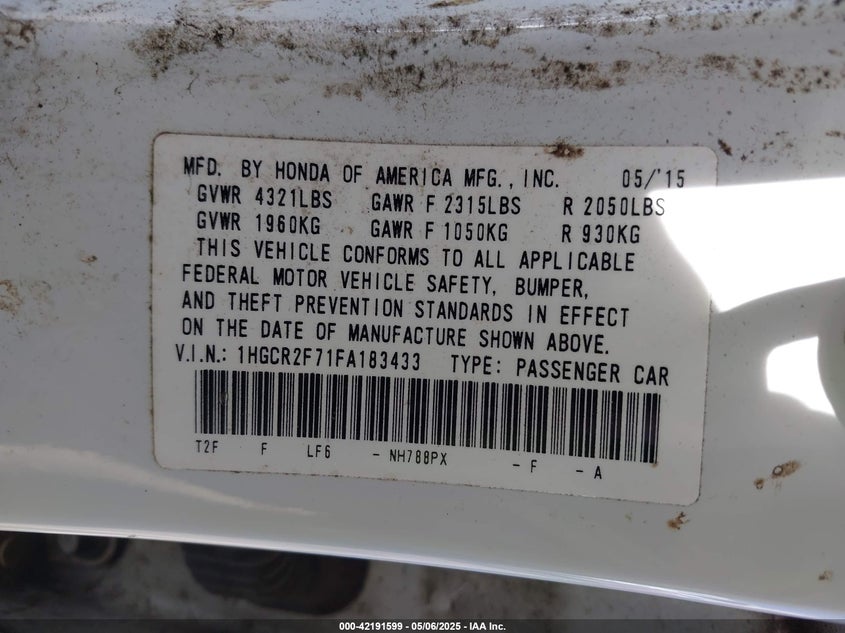 MFD. BY HONDA OF AMERICA MFG., INC. 05/'15
GVWR 4321LBS GAWR F 2315LBS R 2050LBS
GVWR 1960KG GAWR F 1050KG R 930KG
THIS VEHICLE CONFORMS TO ALL APPLICABLE
FEDERAL MOTOR VEHICLE SAFETY, BUMPER,
AND THEFT PREVENTION STANDARDS IN EFFECT
ON THE DATE OF MANUFACTURE SHOWN ABOVE.
V.I.N.: 1HGCR2F71FA183433 TYPE: PASSENGER CAR
T2F F LF6 - NH788PX - F - A
000-42191599 - 05/06/2025 - IAA Inc.